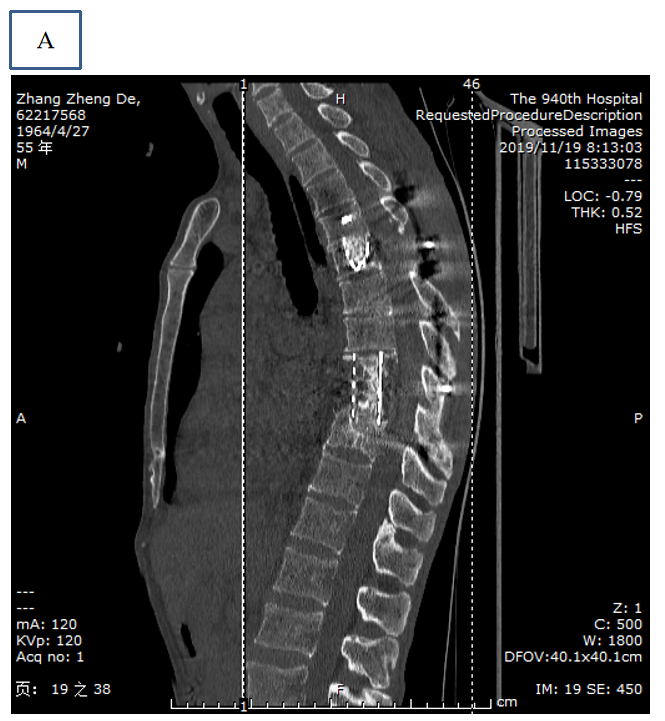 A
1
46
H
Zhang Zheng De,
62217568
1964/4/27
55 年
M
The 940th Hospital
RequestedProcedureDescription
Processed Images
2019/11/19 8:13:03
115333078
---
LOC: -0.79
THK: 0.52
HFS
A
P
---
---
mA: 120
KVp: 120
Acq no: 1
页: 19 之 38
Z: 1
C: 500
W: 1800
DFOV:40.1x40.1cm
IM: 19 SE: 450
F
1
cm